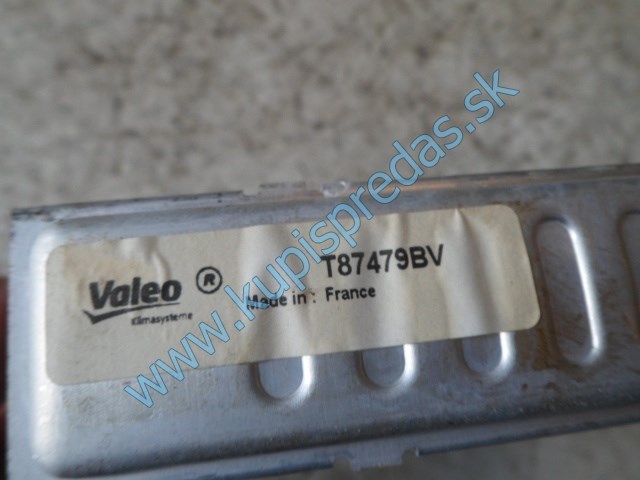 Valeo ®
klimasysteme
T87479BV
Made in: France
www.kupispredas.sk